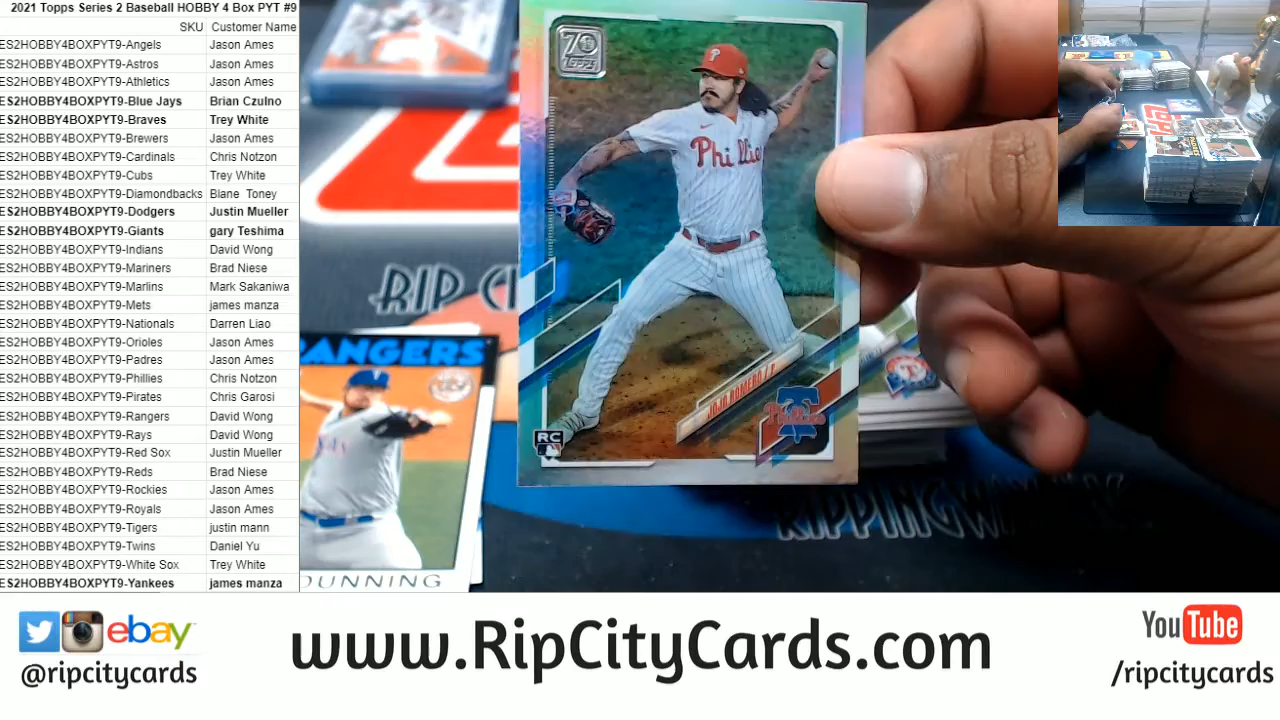 2021 Topps Series 2 Baseball HOBBY 4 Box PYT #9
SKU Customer Name
ES2HOBBY4BOXPYT9-Angels Jason Ames
ES2HOBBY4BOXPYT9-Astros Jason Ames
ES2HOBBY4BOXPYT9-Athletics Jason Ames
ES2HOBBY4BOXPYT9-Blue Jays Brian Czulno
ES2HOBBY4BOXPYT9-Braves Trey White
ES2HOBBY4BOXPYT9-Brewers Jason Ames
ES2HOBBY4BOXPYT9-Cardinals Chris Notzon
ES2HOBBY4BOXPYT9-Cubs Trey White
ES2HOBBY4BOXPYT9-Diamondbacks Blane Toney
ES2HOBBY4BOXPYT9-Dodgers Justin Mueller
ES2HOBBY4BOXPYT9-Giants gary Teshima
ES2HOBBY4BOXPYT9-Indians David Wong
ES2HOBBY4BOXPYT9-Mariners Brad Niese
ES2HOBBY4BOXPYT9-Marlins Mark Sakaniwa
ES2HOBBY4BOXPYT9-Mets james manza
ES2HOBBY4BOXPYT9-Nationals Darren Liao
ES2HOBBY4BOXPYT9-Orioles Jason Ames
ES2HOBBY4BOXPYT9-Padres Jason Ames
ES2HOBBY4BOXPYT9-Phillies Chris Notzon
ES2HOBBY4BOXPYT9-Pirates Chris Garosi
ES2HOBBY4BOXPYT9-Rangers David Wong
ES2HOBBY4BOXPYT9-Rays David Wong
ES2HOBBY4BOXPYT9-Red Sox Justin Mueller
ES2HOBBY4BOXPYT9-Reds Brad Niese
ES2HOBBY4BOXPYT9-Rockies Jason Ames
ES2HOBBY4BOXPYT9-Royals Jason Ames
ES2HOBBY4BOXPYT9-Tigers justin mann
ES2HOBBY4BOXPYT9-Twins Daniel Yu
ES2HOBBY4BOXPYT9-White Sox Trey White
ES2HOBBY4BOXPYT9-Yankees james manza
70
Phillies
JOJO ROMERO
Phillies
RC
RIP
RANGERS
DUNNING
ebay
@ripcitycards
www.RipCityCards.com
YouTube
/ripcitycards